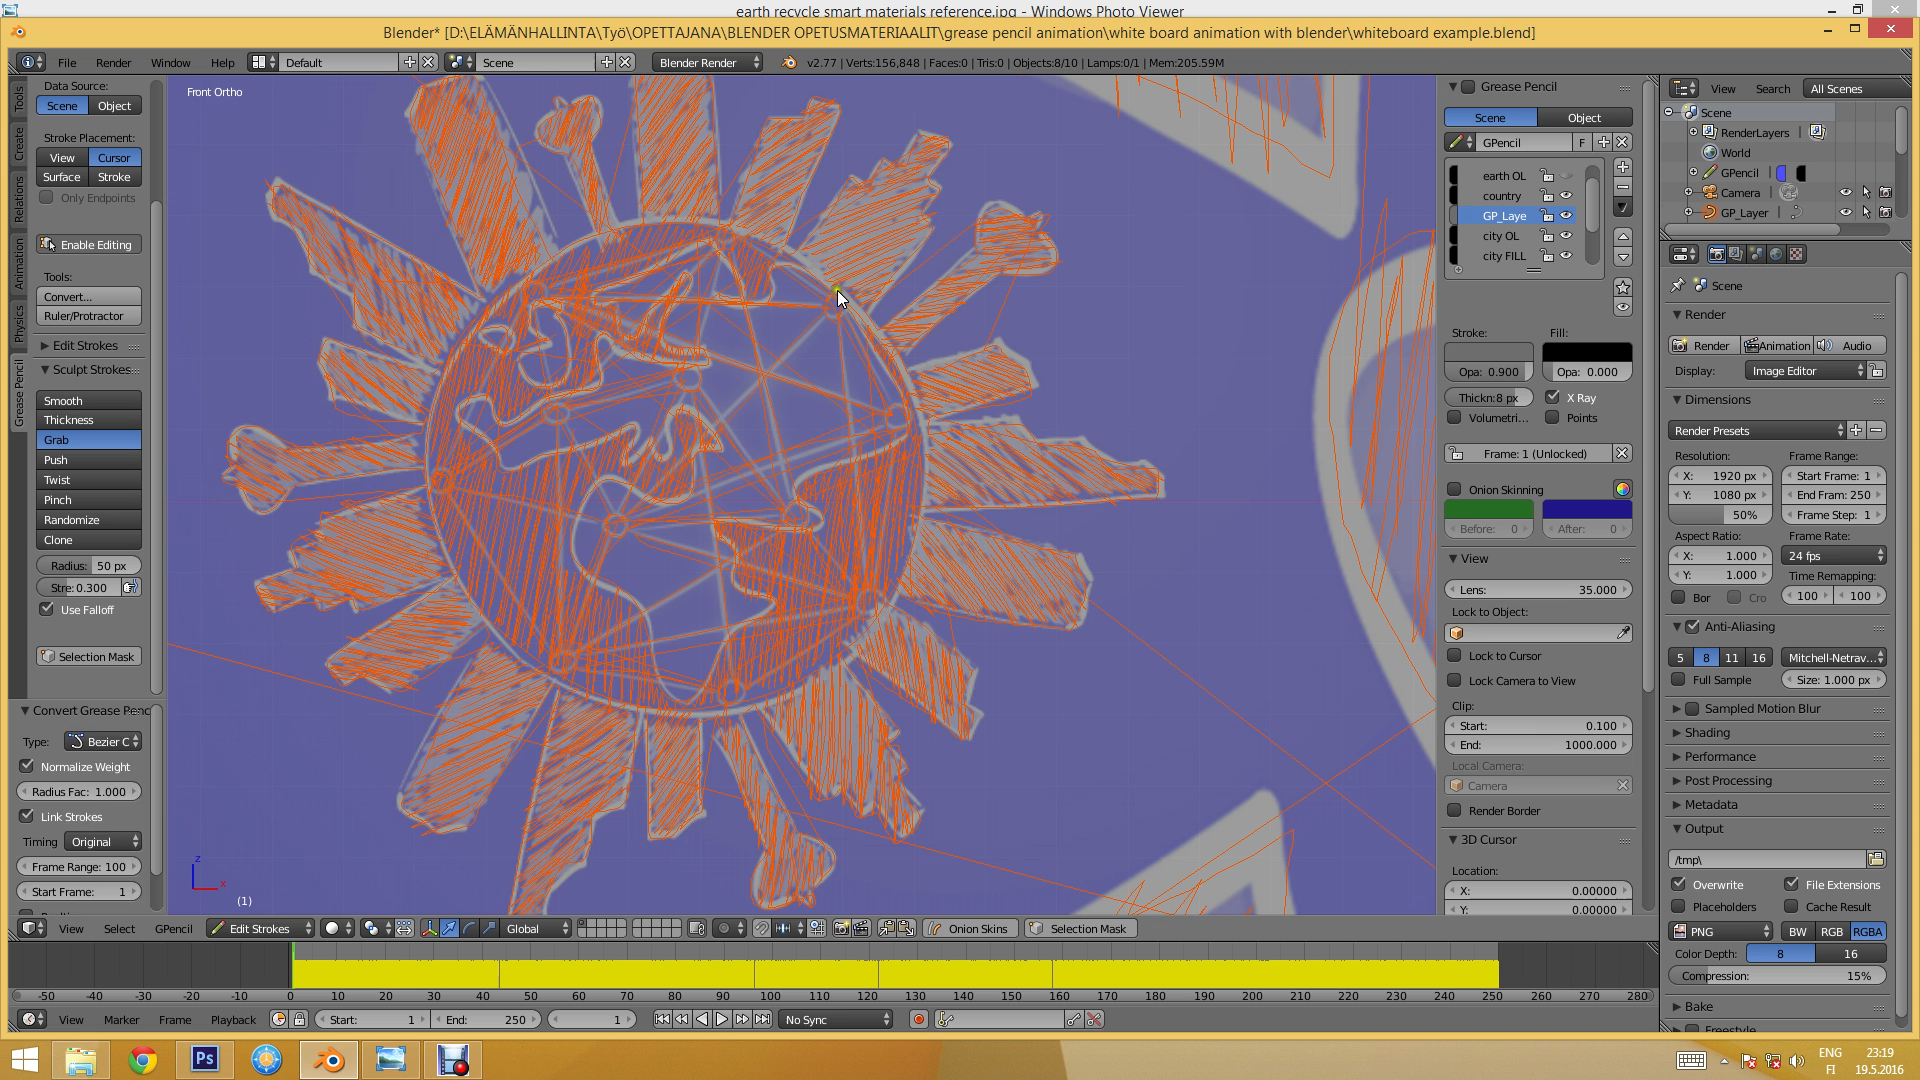 earth recycle smart materials reference.jpg - Windows Photo Viewer
Blender* [D:\ELÄMÄNHALLINTA\Työ\OPETTAJANA\BLENDER OPETUSMATERIAALIT\grease pencil animation\white board animation with blender\whiteboard example.blend]
File Render Window Help Default Scene Blender Render v2.77 | Verts:156,848 | Faces:0 | Tris:0 | Objects:8/10 | Lamps:0/1 | Mem:205.59M
Tools
Create
Relations
Animation
Physics
Grease Pencil
Data Source:
Scene Object
Stroke Placement:
View Cursor
Surface Stroke
Only Endpoints
Enable Editing
Tools:
Convert...
Ruler/Protractor
Edit Strokes
Sculpt Strokes
Smooth
Thickness
Grab
Push
Twist
Pinch
Randomize
Clone
Radius: 50 px
Stre: 0.300
Use Falloff
Selection Mask
Convert Grease Penc
Type: Bezier C
Normalize Weight
Radius Fac: 1.000
Link Strokes
Timing Original
Frame Range: 100
Start Frame: 1
Front Ortho
z
x
(1)
Grease Pencil
Scene Object
GPencil F
earth OL
country
GP_Laye
city OL
city FILL
Stroke: Fill:
Opa: 0.900 Opa: 0.000
Thickn:8 px X Ray
Volumetri... Points
Frame: 1 (Unlocked)
Onion Skinning
Before: 0 After: 0
View
Lens: 35.000
Lock to Object:
Lock to Cursor
Lock Camera to View
Clip:
Start: 0.100
End: 1000.000
Local Camera:
Camera
Render Border
3D Cursor
Location:
X: 0.00000
Y: 0.00000
View Search All Scenes
Scene
RenderLayers
World
GPencil
Camera
GP_Layer
Scene
Render
Render Animation Audio
Display: Image Editor
Dimensions
Render Presets
Resolution: Frame Range:
X: 1920 px Start Frame: 1
Y: 1080 px End Fram: 250
50% Frame Step: 1
Aspect Ratio: Frame Rate:
X: 1.000 24 fps
Y: 1.000 Time Remapping:
Bor Cro 100 100
Anti-Aliasing
5 8 11 16 Mitchell-Netrav...
Full Sample Size: 1.000 px
Sampled Motion Blur
Shading
Performance
Post Processing
Metadata
Output
/tmp\
Overwrite File Extensions
Placeholders Cache Result
PNG BW RGB RGBA
Color Depth: 8 16
Compression: 15%
Bake
Freestyle
View Select GPencil Edit Strokes Global Onion Skins Selection Mask
-50 -40 -30 -20 -10 0 10 20 30 40 50 60 70 80 90 100 110 120 130 140 150 160 170 180 190 200 210 220 230 240 250 260 270 280
View Marker Frame Playback Start: 1 End: 250 1 No Sync
Ps
ENG 23:19
FI 19.5.2016